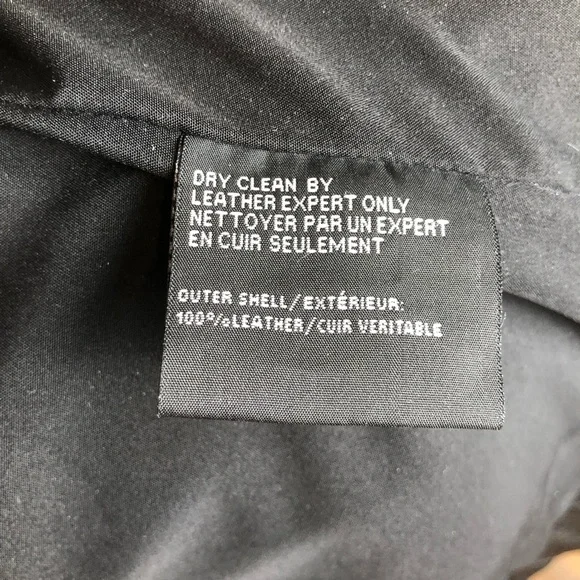 DRY CLEAN BY
LEATHER EXPERT ONLY
NETTOYER PAR UN EXPERT
EN CUIR SEULEMENT
OUTER SHELL/EXTÉRIEUR:
100%LEATHER/CUIR VERITABLE